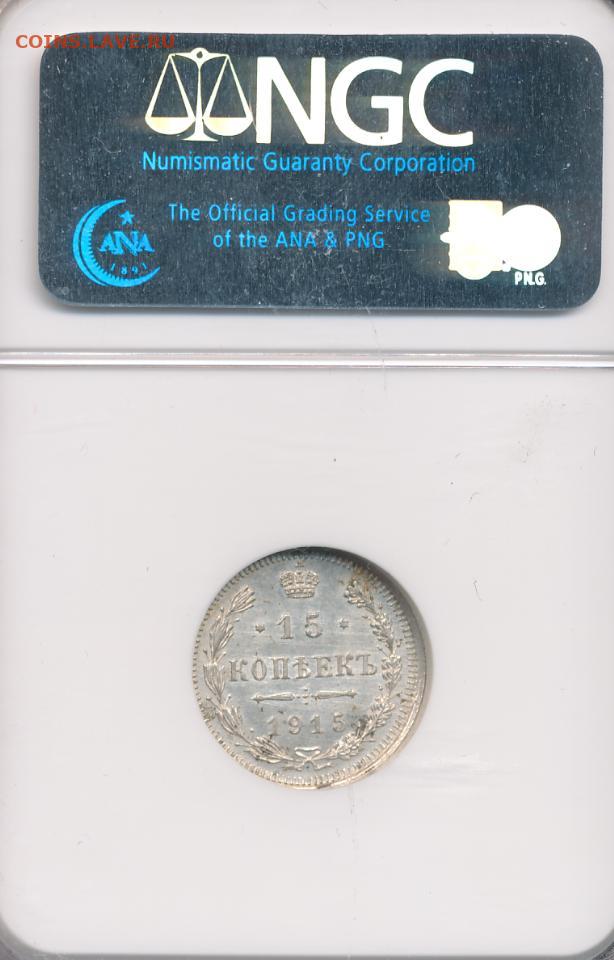 COINS.LAVE.RU
NGC
Numismatic Guaranty Corporation
The Official Grading Service
of the ANA & PNG
ANA
1891
P.N.G.
15
КОПѢЕКЪ
1915